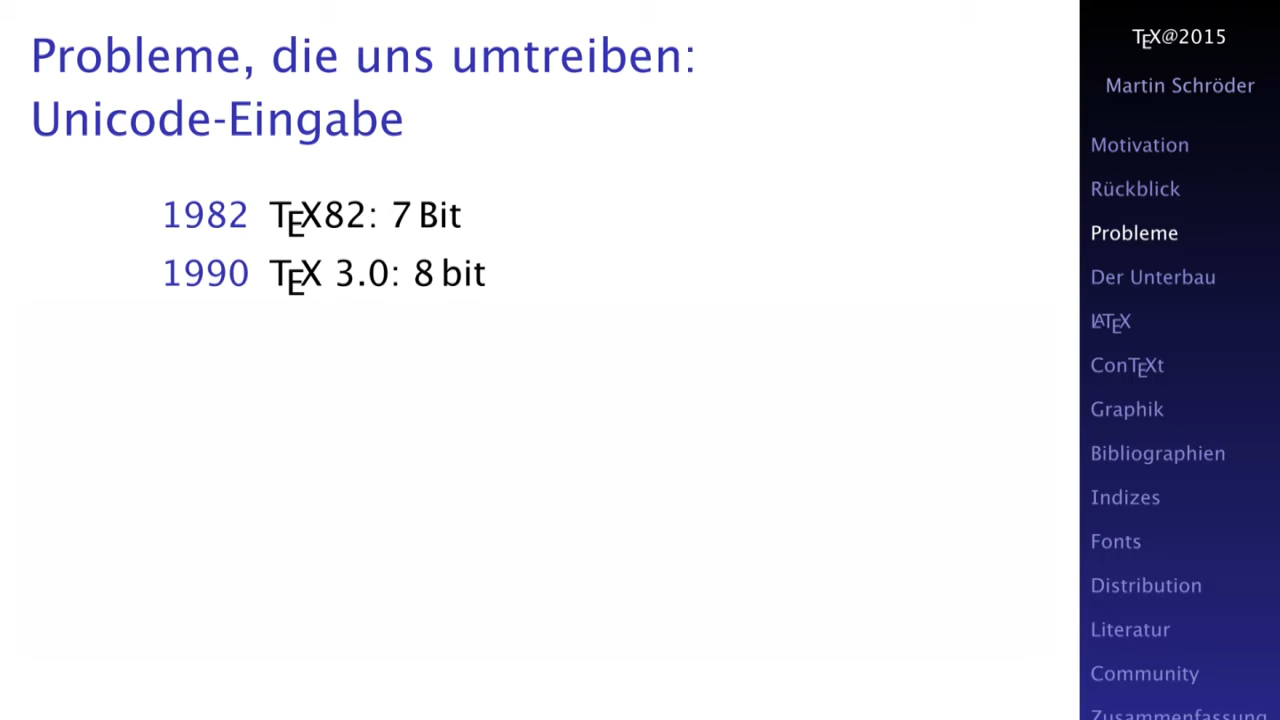 Probleme, die uns umtreiben:
Unicode-Eingabe
1982 TEX82: 7 Bit
1990 TEX 3.0: 8 bit
TEX@2015
Martin Schröder
Motivation
Rückblick
Probleme
Der Unterbau
LATEX
ConTEXt
Graphik
Bibliographien
Indizes
Fonts
Distribution
Literatur
Community
Zusammenfassung